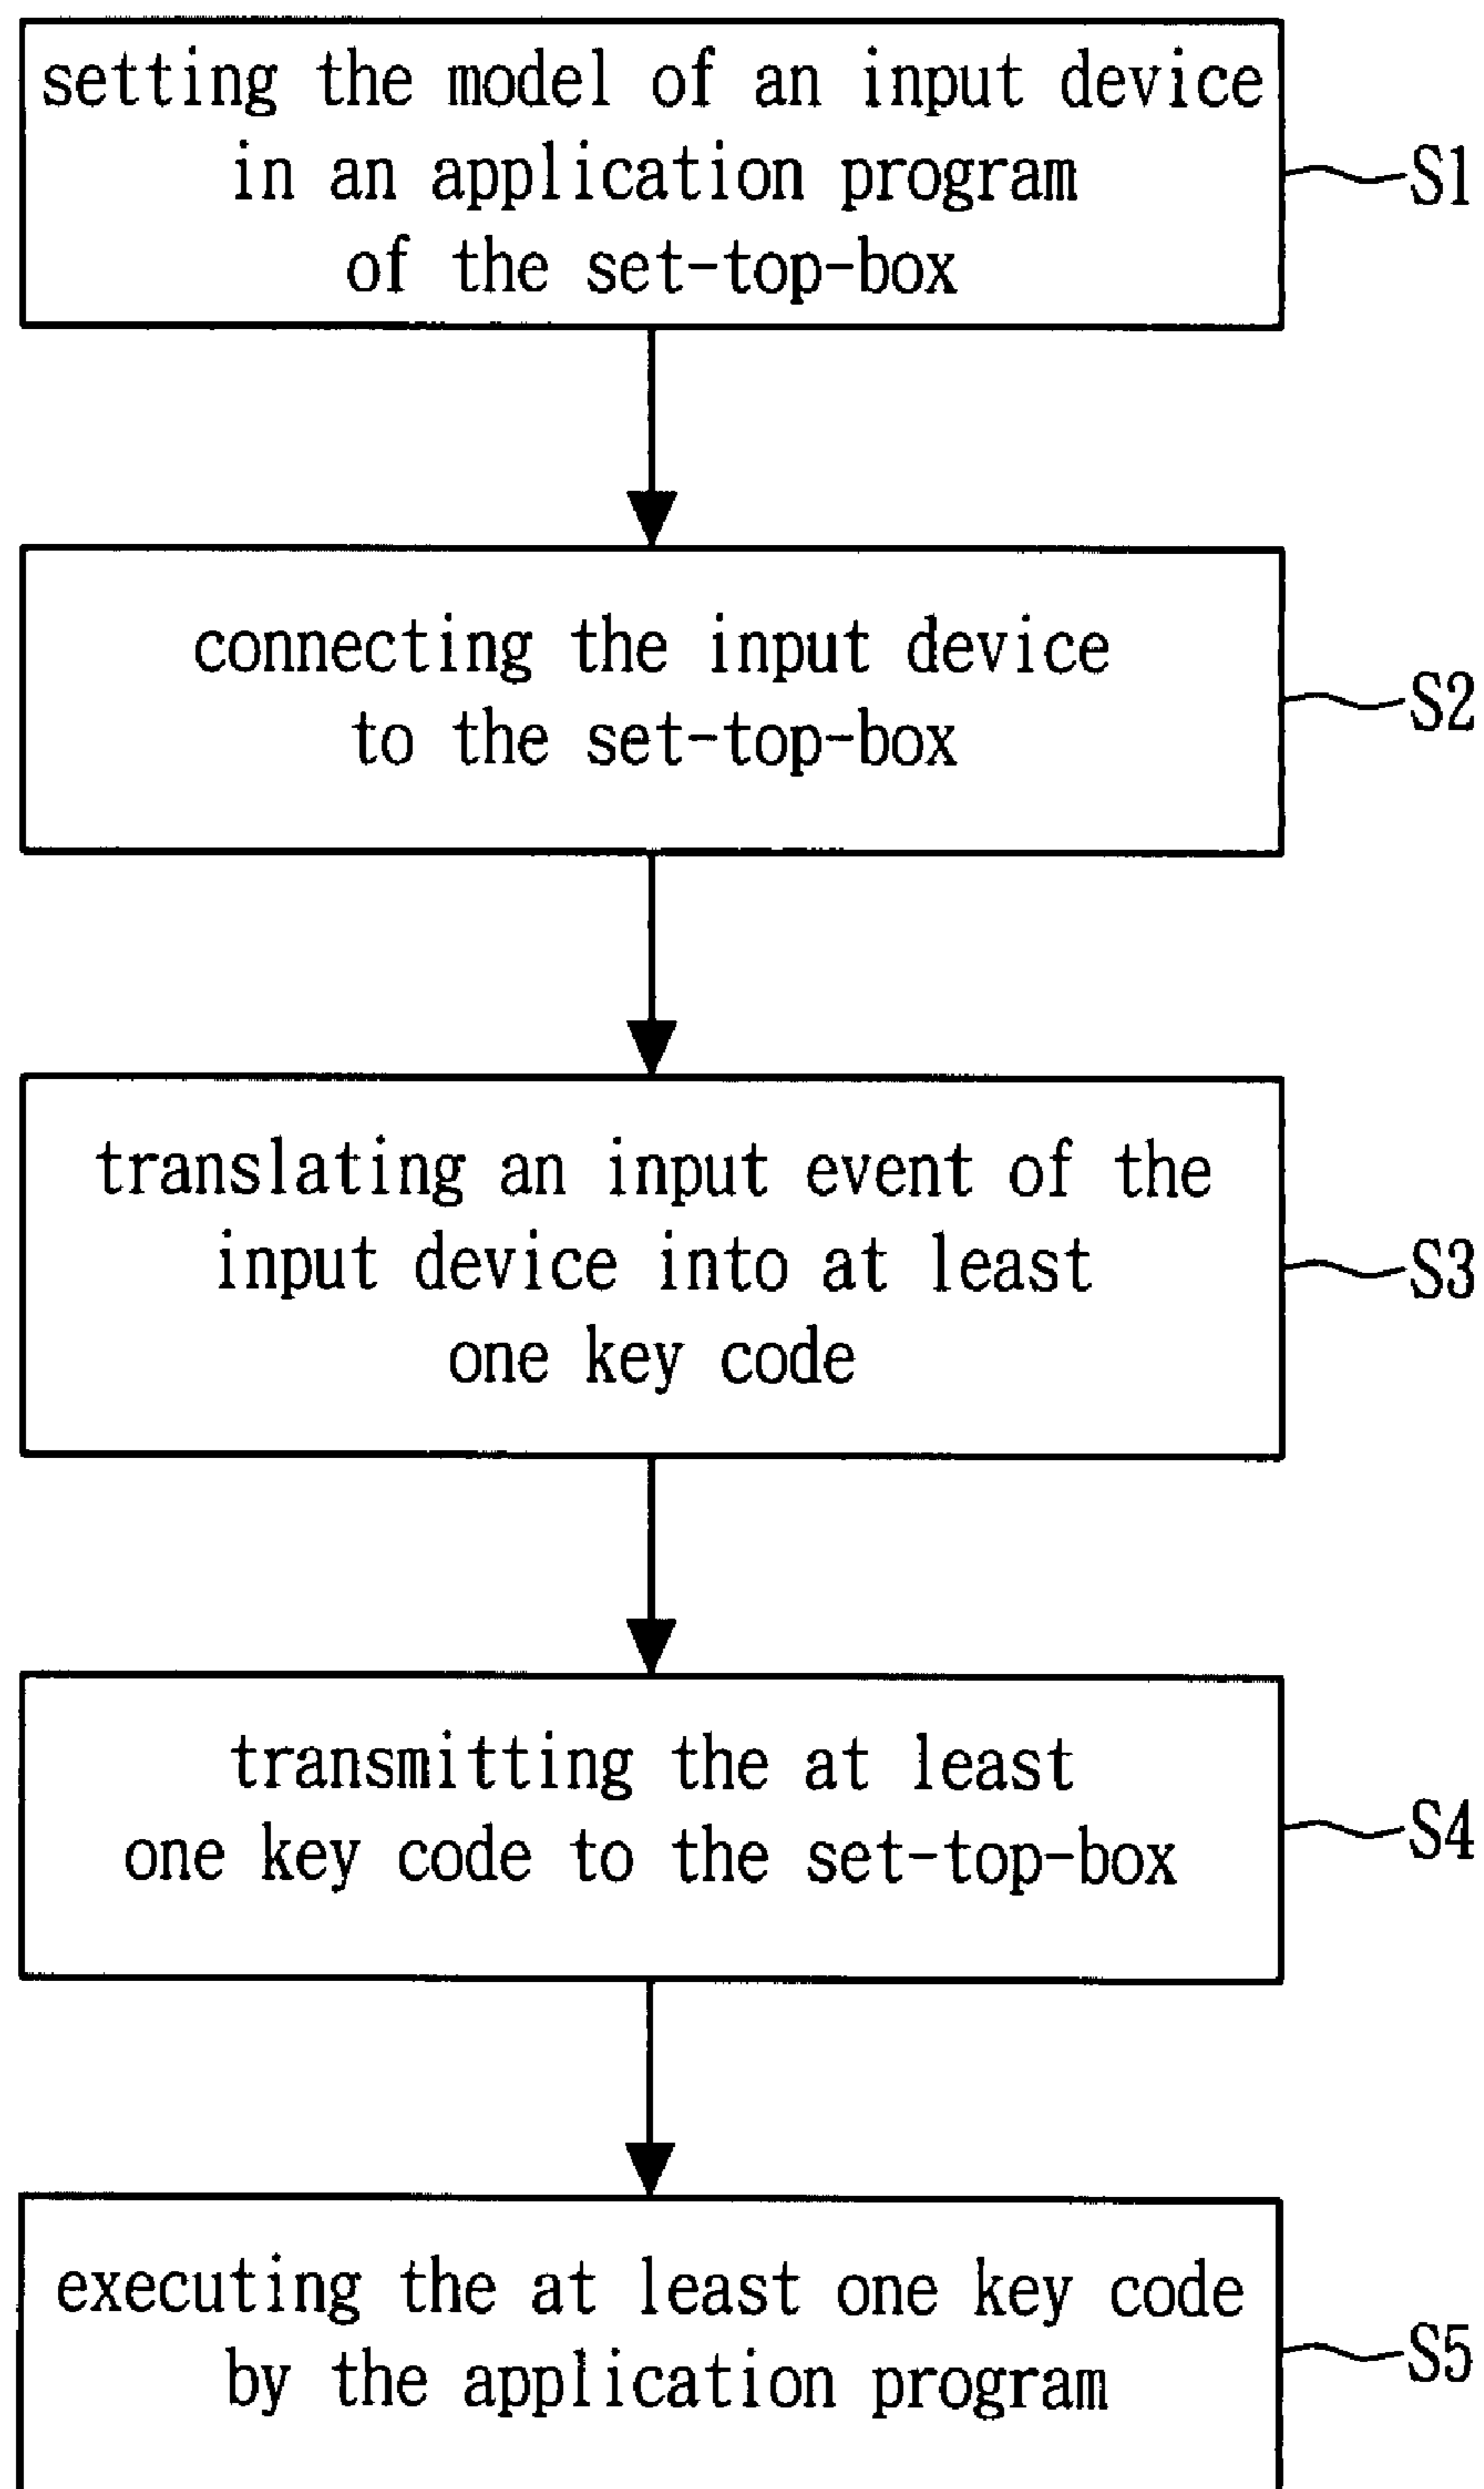 setting the model of an input device
in an application program
of the set-top-box
S1
connecting the input device
to the set-top-box
S2
translating an input event of the
input device into at least
one key code
S3
transmitting the at least
one key code to the set-top-box
S4
executing the at least one key code
by the application program
S5